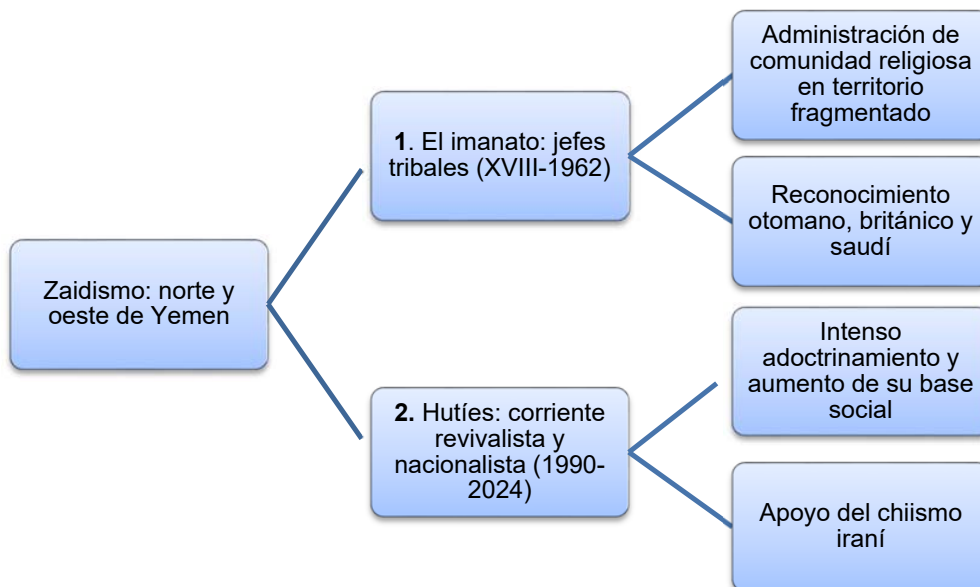 Zaidismo: norte y
oeste de Yemen
1. El imanato: jefes
tribales (XVIII-1962)
Administración de
comunidad religiosa
en territorio
fragmentado
Reconocimiento
otomano, británico y
saudí
2. Hutíes: corriente
revivalista y
nacionalista (1990-
2024)
Intenso
adoctrinamiento y
aumento de su base
social
Apoyo del chiismo
iraní